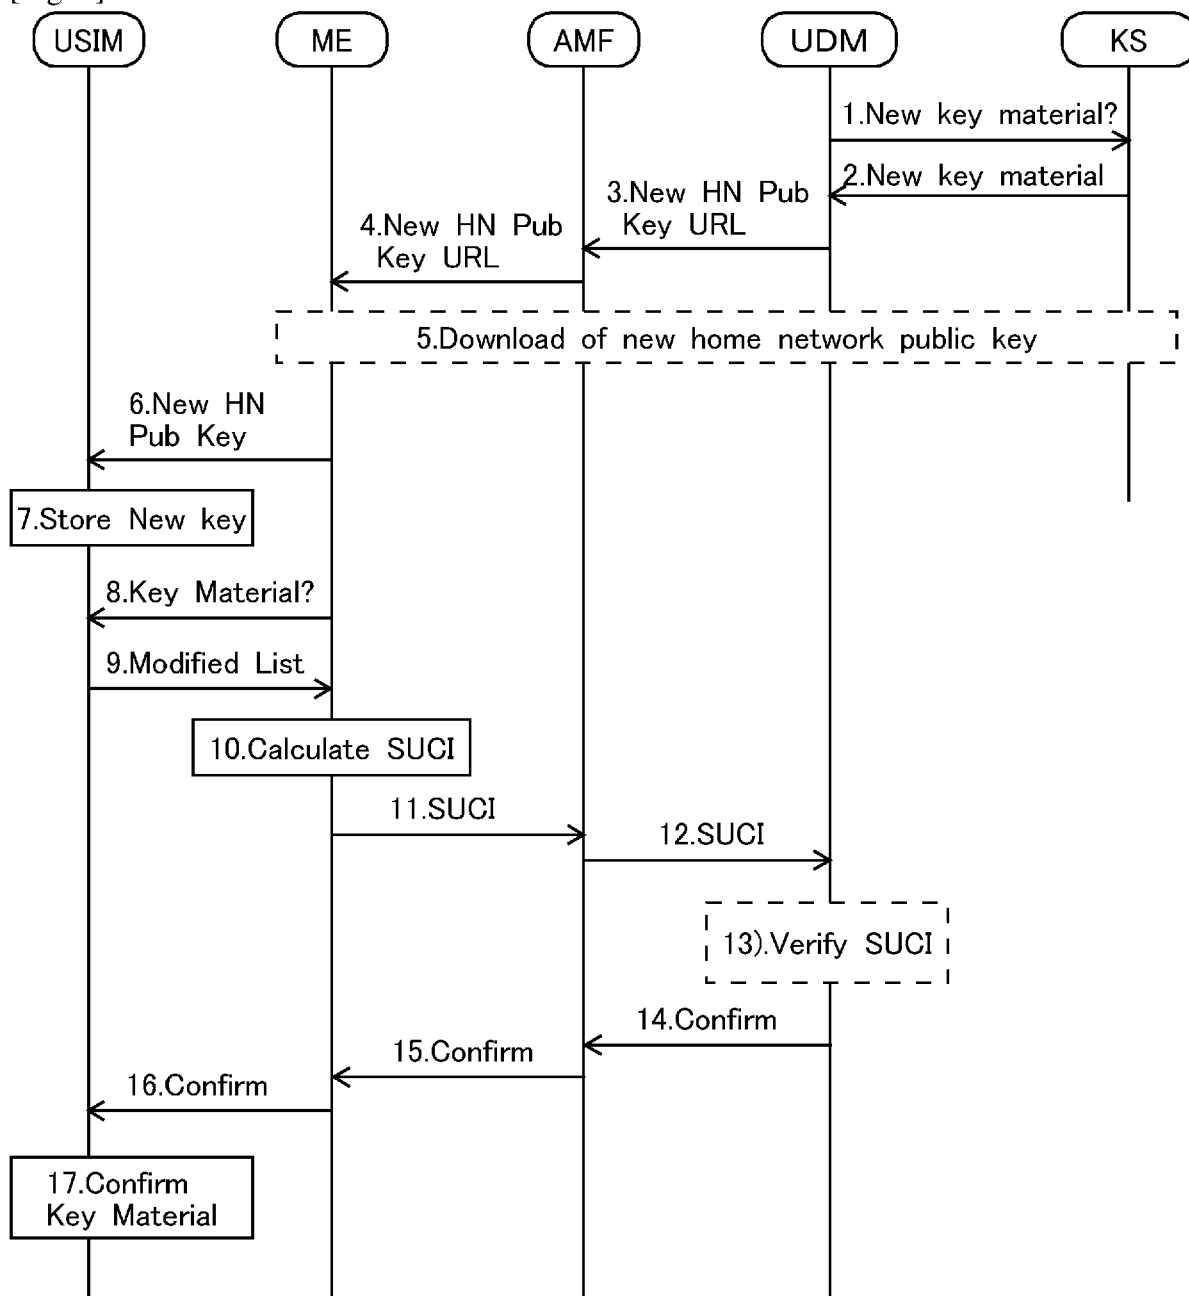 USIM ME AMF UDM KS
1.New key material?
2.New key material
3.New HN Pub
Key URL
4.New HN Pub
Key URL
5.Download of new home network public key
6.New HN
Pub Key
7.Store New key
8.Key Material?
9.Modified List
10.Calculate SUCI
11.SUCI
12.SUCI
13).Verify SUCI
14.Confirm
15.Confirm
16.Confirm
17.Confirm
Key Material